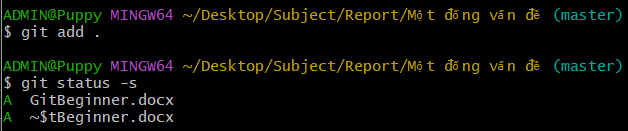 ADMIN@Puppy MINGW64 ~/Desktop/Subject/Report/Một đống vấn đề (master)
$ git add .
ADMIN@Puppy MINGW64 ~/Desktop/Subject/Report/Một đống vấn đề (master)
$ git status -s
A  GitBeginner.docx
A  ~$tBeginner.docx